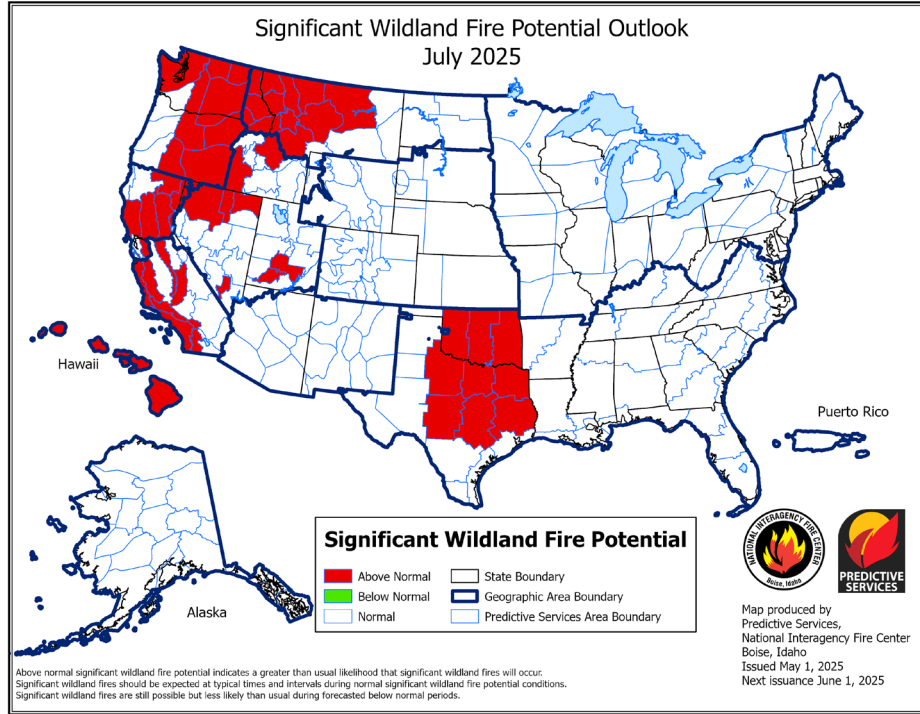 Significant Wildland Fire Potential Outlook
July 2025
Hawaii
Puerto Rico
Alaska
Significant Wildland Fire Potential
Above Normal
Below Normal
Normal
State Boundary
Geographic Area Boundary
Predictive Services Area Boundary
NATIONAL INTERAGENCY FIRE CENTER
Boise, Idaho
PREDICTIVE
SERVICES
Map produced by
Predictive Services,
National Interagency Fire Center
Boise, Idaho
Issued May 1, 2025
Next issuance June 1, 2025
Above normal significant wildland fire potential indicates a greater than usual likelihood that significant wildland fires will occur.
Significant wildland fires should be expected at typical times and intervals during normal significant wildland fire potential conditions.
Significant wildland fires are still possible but less likely than usual during forecasted below normal periods.